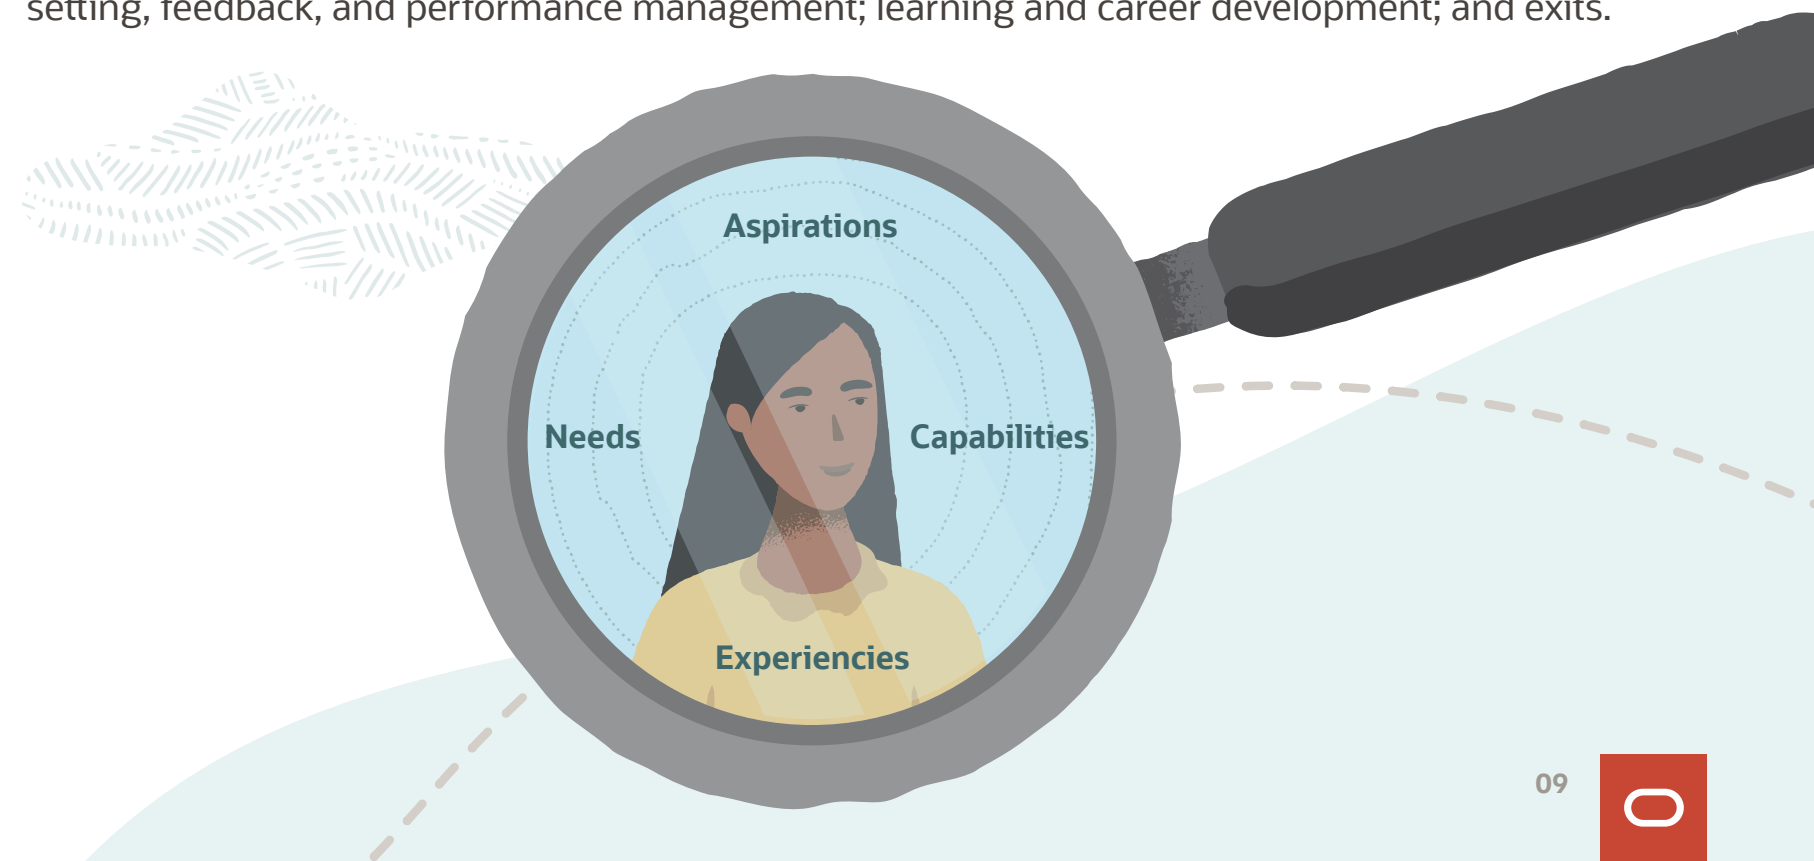 setting, feedback, and performance management; learning and career development; and exits.
Aspirations
Needs
Capabilities
Experiencies
09